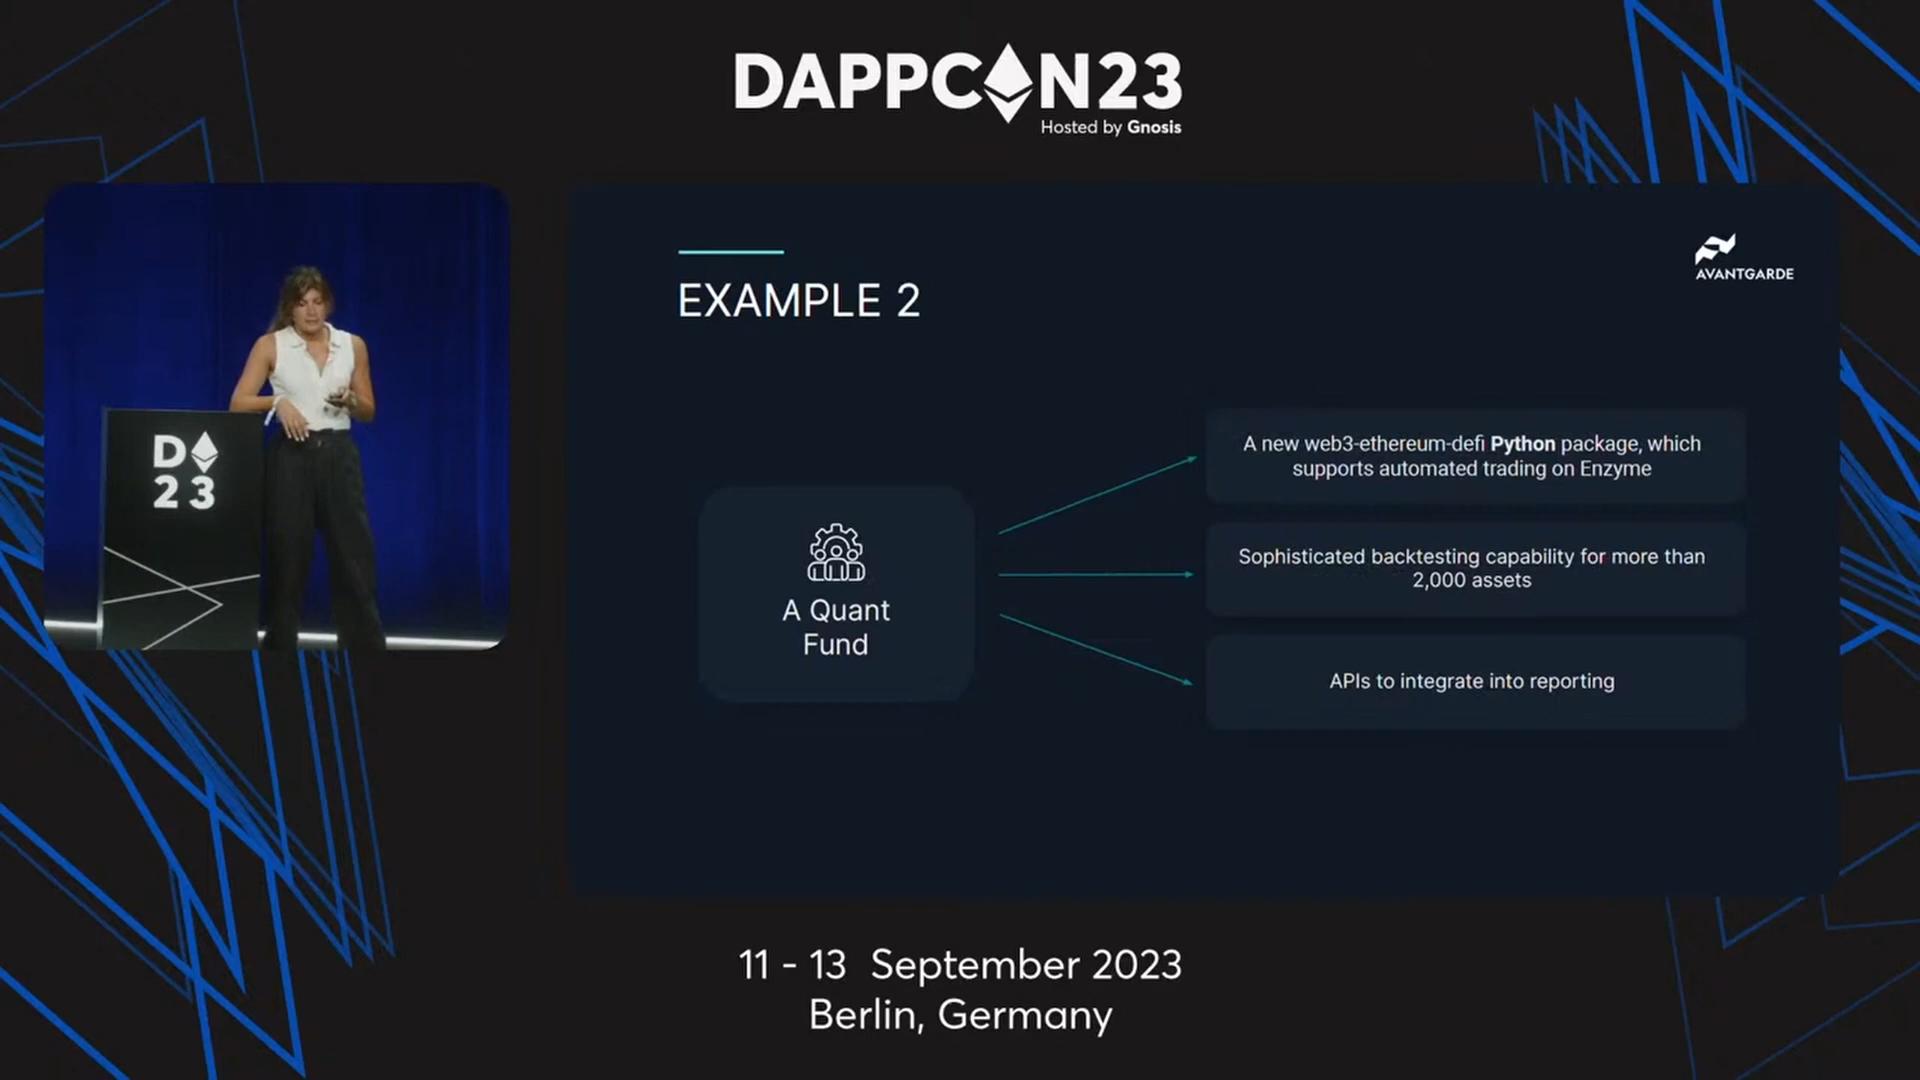 DAPPCON23
Hosted by Gnosis
D
23
AVANTGARDE
EXAMPLE 2
A Quant
Fund
A new web3-ethereum-defi Python package, which
supports automated trading on Enzyme
Sophisticated backtesting capability for more than
2,000 assets
APIs to integrate into reporting
11 - 13 September 2023
Berlin, Germany